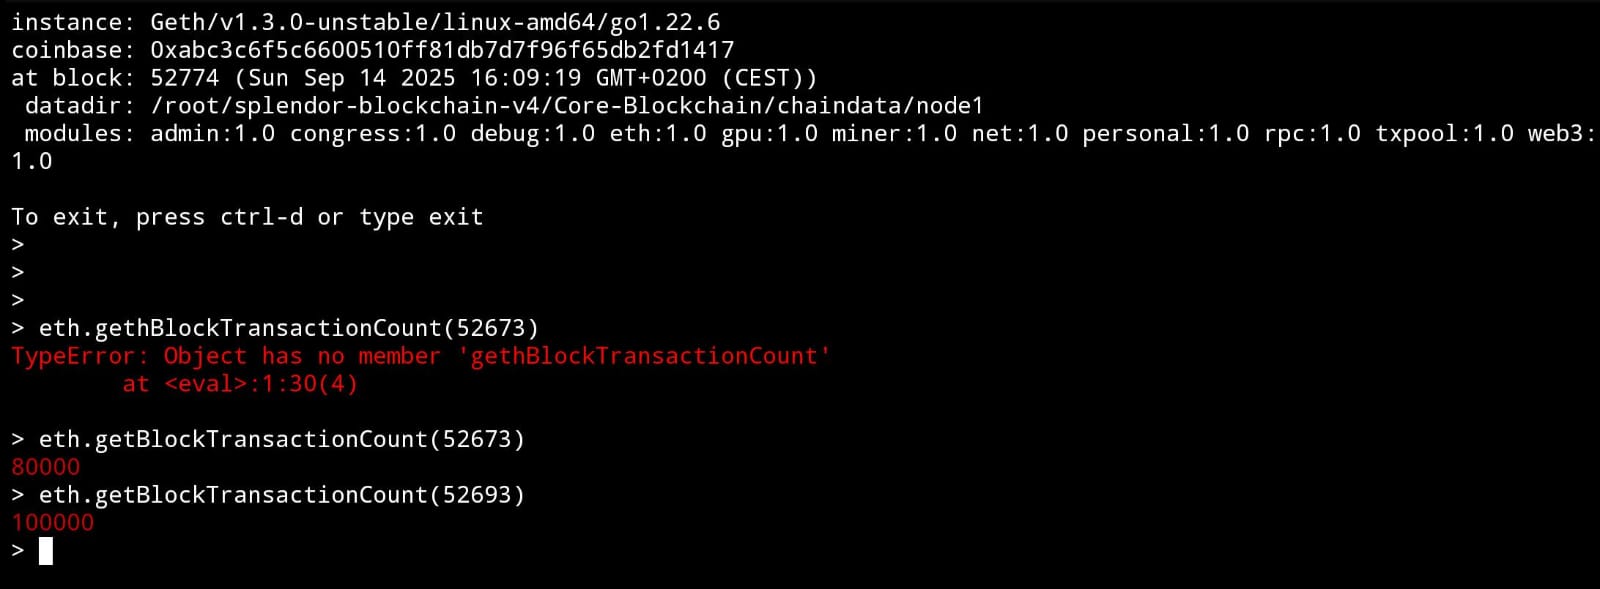 instance: Geth/v1.3.0-unstable/linux-amd64/go1.22.6
coinbase: 0xabc3c6f5c6600510ff81db7d7f96f65db2fd1417
at block: 52774 (Sun Sep 14 2025 16:09:19 GMT+0200 (CEST))
 datadir: /root/splendor-blockchain-v4/Core-Blockchain/chaindata/node1
 modules: admin:1.0 congress:1.0 debug:1.0 eth:1.0 gpu:1.0 miner:1.0 net:1.0 personal:1.0 rpc:1.0 txpool:1.0 web3:
1.0
To exit, press ctrl-d or type exit
>
>
>
> eth.gethBlockTransactionCount(52673)
TypeError: Object has no member 'gethBlockTransactionCount'
        at <eval>:1:30(4)
> eth.getBlockTransactionCount(52673)
80000
> eth.getBlockTransactionCount(52693)
100000
>